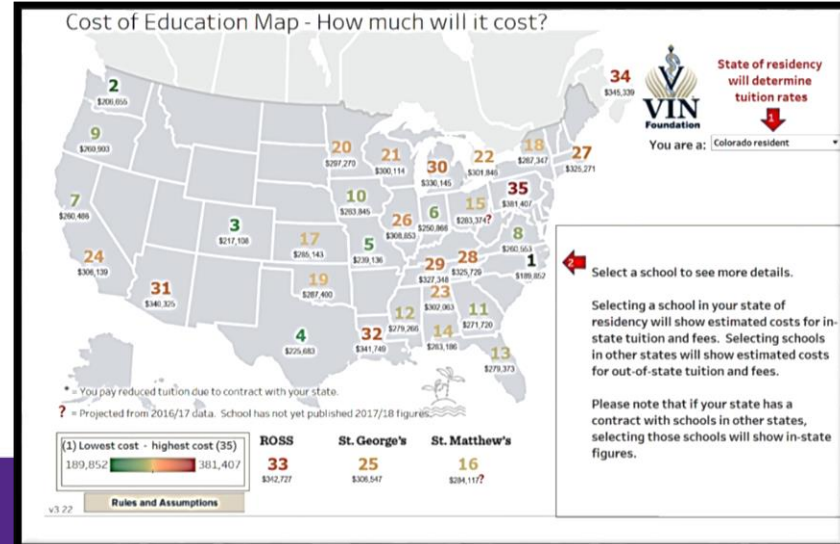 Cost of Education Map - How much will it cost?
2
9
$260,903
7
$260,486
24
$306,139
31
$340,325
3
$217,108
20
$297,270
21
$300,114
30
$330,145
22
$301,846
18
$287,347
27
$325,271
34
$345,339
10
$263,845
26
$308,853
6
$250,866
15
$283,374?
35
$381,407
17
$285,143
5
$239,136
8
$260,563
1
$189,852
19
$287,400
29
$327,348
28
$325,729
23
$302,063
4
$225,683
32
$341,749
12
$279,266
14
$283,186
11
$271,720
13
$279,373
VIN
Foundation
State of residency
will determine
tuition rates
1
You are a: Colorado resident
2
Select a school to see more details.
Selecting a school in your state of
residency will show estimated costs for in-
state tuition and fees. Selecting schools
in other states will show estimated costs
for out-of-state tuition and fees.
Please note that if your state has a
contract with schools in other states,
selecting those schools will show in-state
figures.
* = You pay reduced tuition due to contract with your state.
? = Projected from 2016/17 data. School has not yet published 2017/18 figures.
(1) Lowest cost - highest cost (35)
189,852 381,407
ROSS St. George's St. Matthew's
33 25 16
$342,727 $306,547 $284,117?
v3.22 Rules and Assumptions